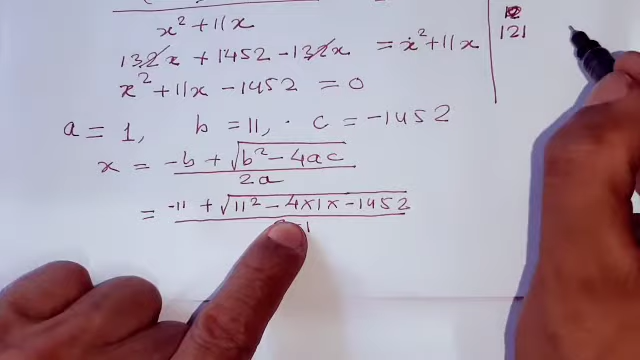 x² + 11x
132x + 1452 - 132x = x² + 11x
x² + 11x - 1452 = 0
a = 1, b = 11, c = -1452
x = -b + √b² - 4ac
2a
= -11 + √11² - 4×1×-1452
121